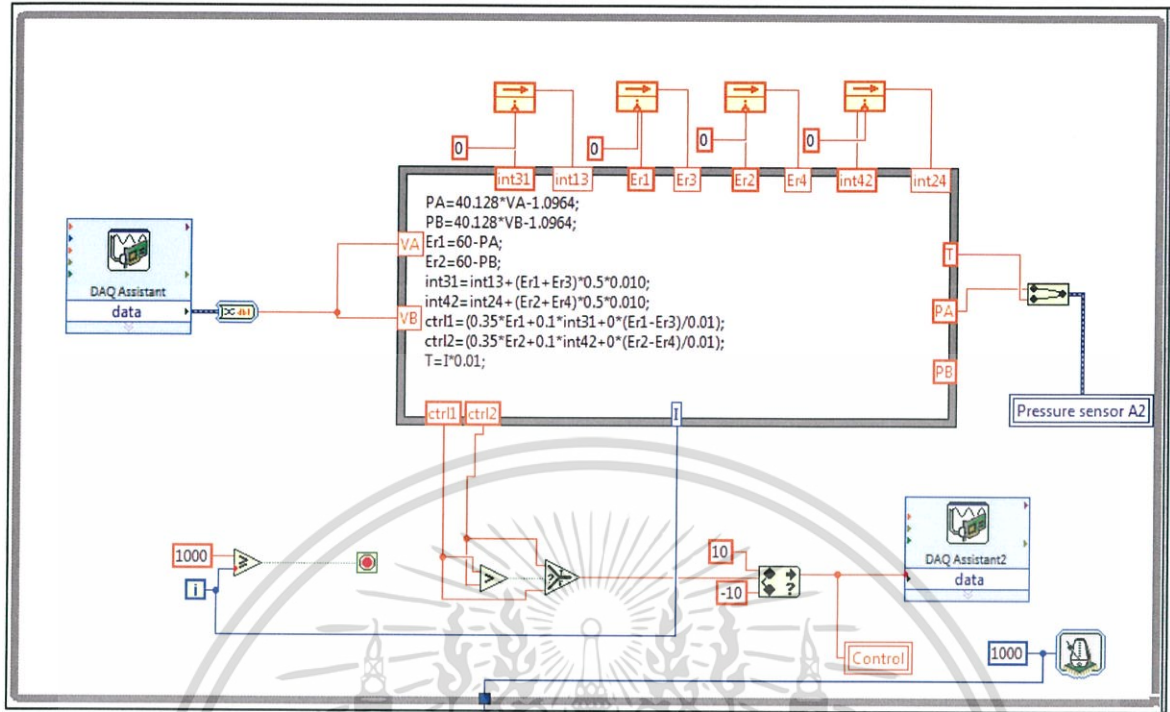 0
0
0
0
int31
int13
Er1
Er3
Er2
Er4
int42
int24
PA=40.128*VA-1.0964;
PB=40.128*VB-1.0964;
Er1=60-PA;
Er2=60-PB;
int31=int13+(Er1+Er3)*0.5*0.010;
int42=int24+(Er2+Er4)*0.5*0.010;
ctrl1=(0.35*Er1+0.1*int31+0*(Er1-Er3)/0.01);
ctrl2=(0.35*Er2+0.1*int42+0*(Er2-Er4)/0.01);
T=I*0.01;
VA
VB
T
PA
PB
DAQ Assistant
data
Pressure sensor A2
ctrl1
ctrl2
I
1000
i
>
?
10
-10
?
DAQ Assistant2
data
Control
1000